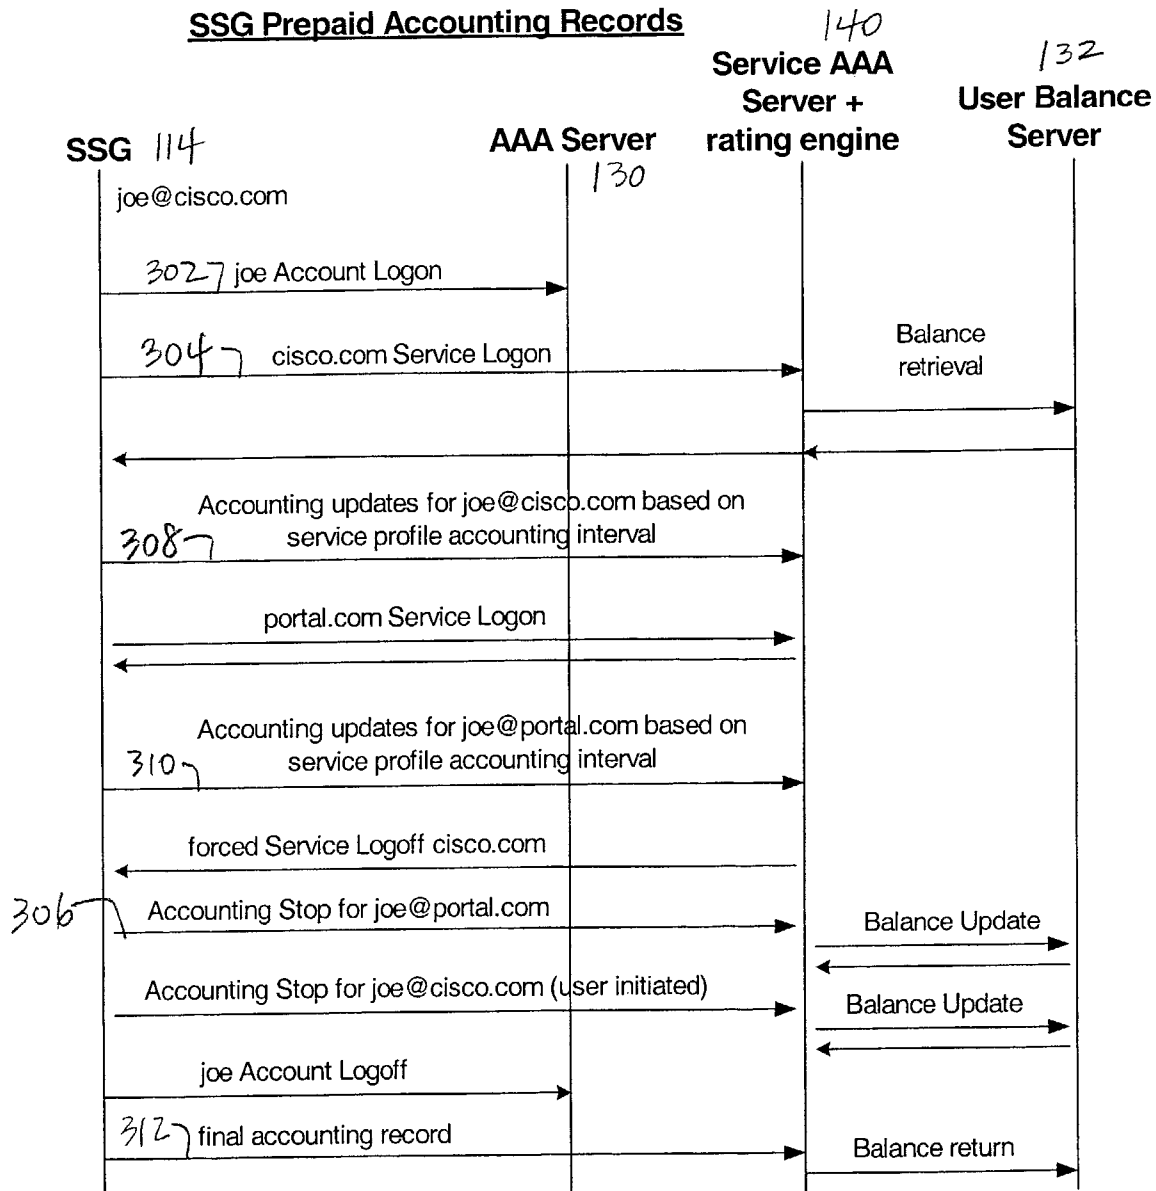 SSG Prepaid Accounting Records
140
Service AAA
Server +
rating engine
132
User Balance
Server
SSG 114
AAA Server
130
joe@cisco.com
302 joe Account Logon
304 cisco.com Service Logon
Balance
retrieval
Accounting updates for joe@cisco.com based on
308 service profile accounting interval
portal.com Service Logon
Accounting updates for joe@portal.com based on
310 service profile accounting interval
forced Service Logoff cisco.com
306 Accounting Stop for joe@portal.com
Balance Update
Accounting Stop for joe@cisco.com (user initiated)
Balance Update
joe Account Logoff
312 final accounting record
Balance return